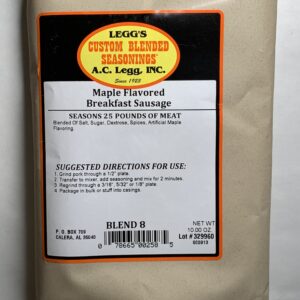 LEGG'S
CUSTOM BLENDED
SEASONINGS
A.C. LEGG, INC.
Since 1923
Maple Flavored
Breakfast Sausage
SEASONS 25 POUNDS OF MEAT
Blended Of Salt, Sugar, Dextrose, Spices, Artificial Maple
Flavoring.
SUGGESTED DIRECTIONS FOR USE:
1. Grind pork through a 1/2" plate.
2. Transfer to mixer, add seasoning and mix for 2 minutes.
3. Regrind through a 3/16", 5/32" or 1/8" plate.
4. Package in bulk or stuff into casings.
BLEND 8
P. O. BOX 709
CALERA, AL 35040
0 78665 00258 5
NET WT
10.00 OZ.
Lot # 329960